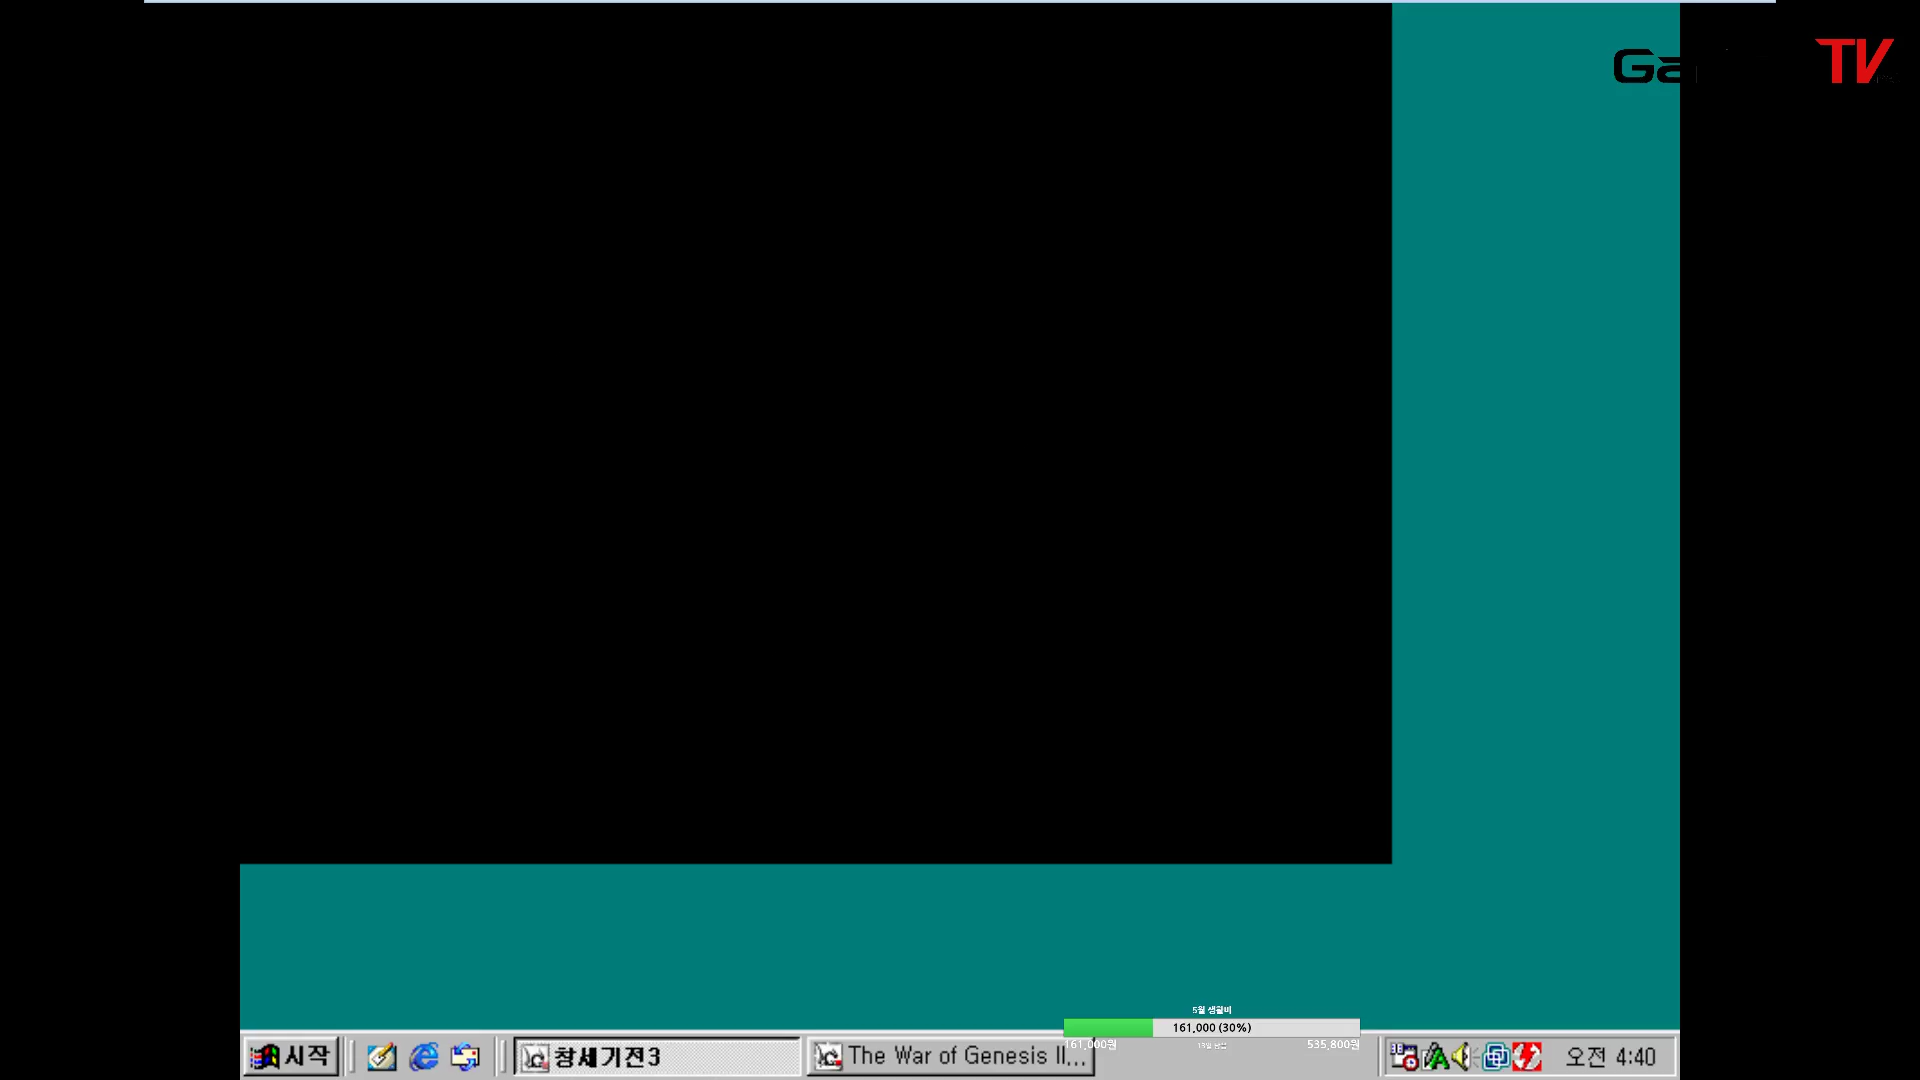 TV
5월 생활비
161,000 (30%)
161,000원
535,800원
시작
창세기전3
The War of Genesis II...
오전 4:40